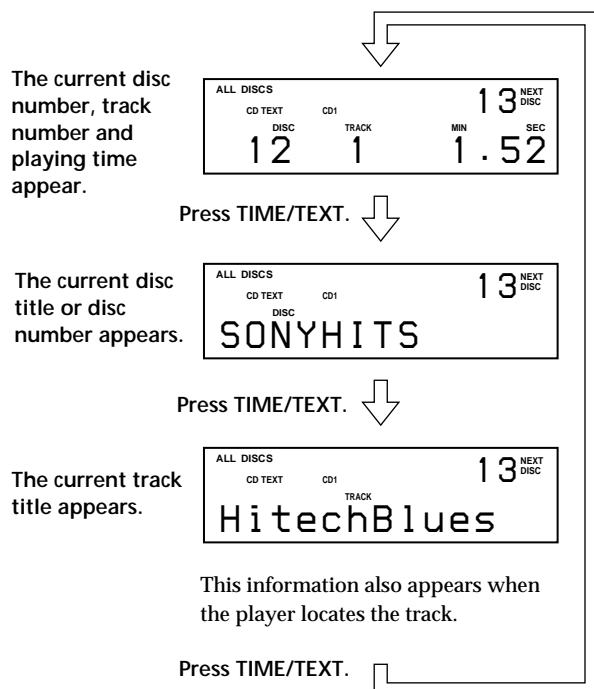 The current disc
number, track
number and
playing time
appear.
ALL DISCS
CD TEXT CD1 13 NEXT DISC
DISC TRACK MIN SEC
12 1 1.52
Press TIME/TEXT.
The current disc
title or disc
number appears.
ALL DISCS
CD TEXT CD1 13 NEXT DISC
DISC
SONYHITS
Press TIME/TEXT.
The current track
title appears.
ALL DISCS
CD TEXT CD1 13 NEXT DISC
TRACK
HitechBlues
This information also appears when
the player locates the track.
Press TIME/TEXT.